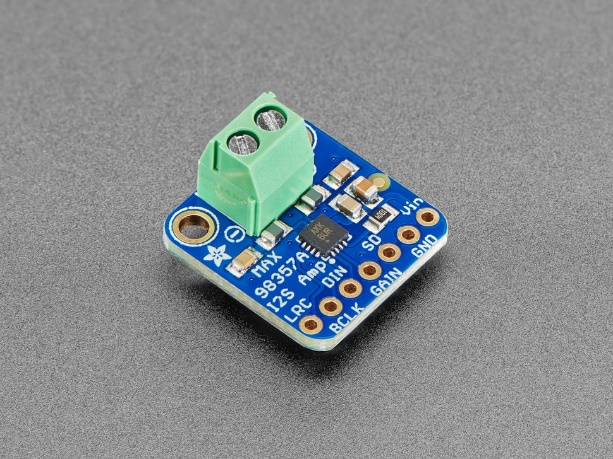 MAX
98357A
I2S Amp!
LRC
BCLK
DIN
GAIN
SD
GND
Vin